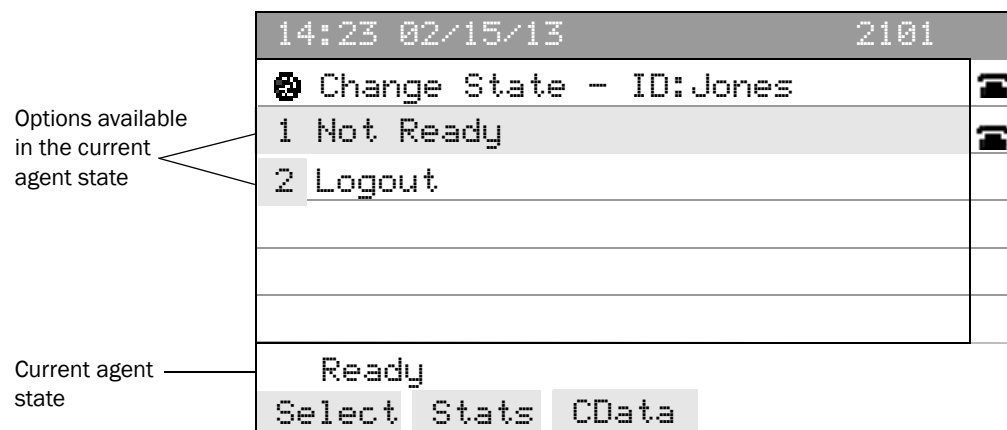 14:23 02/15/13 2101
Change State - ID:Jones
Options available
in the current
agent state
1 Not Ready
2 Logout
Current agent
state
Ready
Select Stats CData